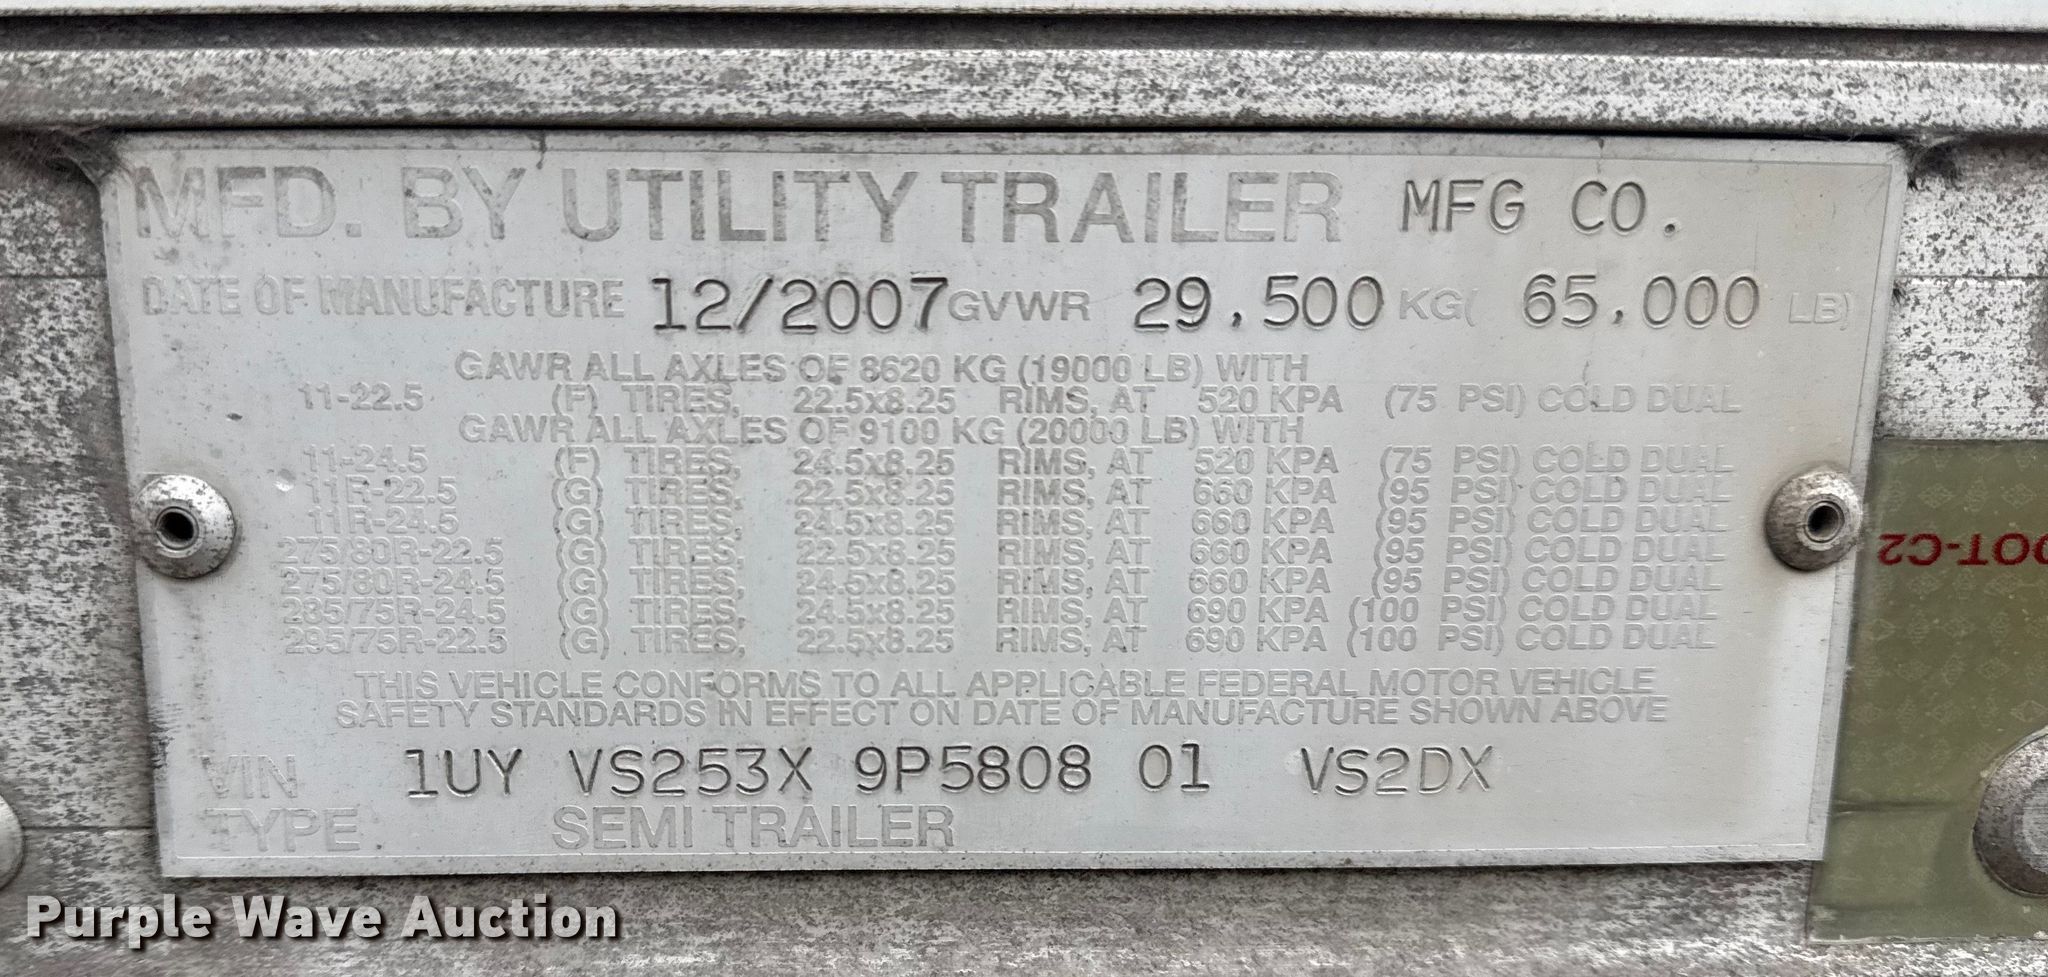 MFD. BY UTILITY TRAILER MFG CO.
DATE OF MANUFACTURE 12/2007 GVWR 29,500 KG( 65,000 LB)
GAWR ALL AXLES OF 8620 KG (19000 LB) WITH
11-22.5 (F) TIRES, 22.5x8.25 RIMS, AT 520 KPA (75 PSI) COLD DUAL
GAWR ALL AXLES OF 9100 KG (20000 LB) WITH
11-24.5 (F) TIRES, 24.5x8.25 RIMS, AT 520 KPA (75 PSI) COLD DUAL
11R-22.5 (G) TIRES, 22.5x8.25 RIMS, AT 660 KPA (95 PSI) COLD DUAL
11R-24.5 (G) TIRES, 24.5x8.25 RIMS, AT 660 KPA (95 PSI) COLD DUAL
275/80R-22.5 (G) TIRES, 22.5x8.25 RIMS, AT 660 KPA (95 PSI) COLD DUAL
275/80R-24.5 (G) TIRES, 24.5x8.25 RIMS, AT 660 KPA (95 PSI) COLD DUAL
285/75R-24.5 (G) TIRES, 24.5x8.25 RIMS, AT 690 KPA (100 PSI) COLD DUAL
295/75R-22.5 (G) TIRES, 22.5x8.25 RIMS, AT 690 KPA (100 PSI) COLD DUAL
THIS VEHICLE CONFORMS TO ALL APPLICABLE FEDERAL MOTOR VEHICLE
SAFETY STANDARDS IN EFFECT ON DATE OF MANUFACTURE SHOWN ABOVE
VIN 1UY VS253X 9P5808 01 VS2DX
TYPE SEMI TRAILER
DOT-C2
Purple Wave Auction